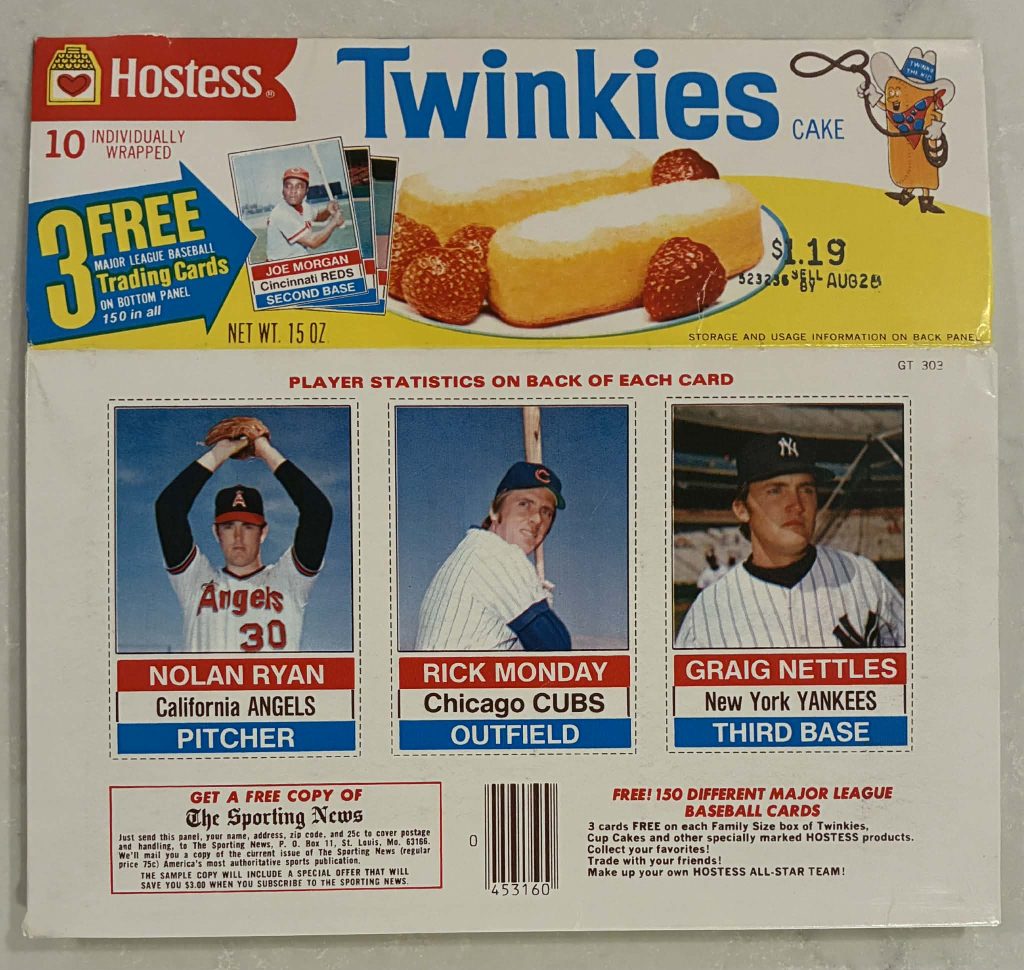 Hostess®
Twinkies
CAKE
TWINKIE
THE KID
10 INDIVIDUALLY
WRAPPED
3 FREE
MAJOR LEAGUE BASEBALL
Trading Cards
ON BOTTOM PANEL
150 in all
JOE MORGAN
Cincinnati REDS
SECOND BASE
$1.19
523236 SELL BY AUG28
NET WT. 15 OZ.
STORAGE AND USAGE INFORMATION ON BACK PANEL
GT 303
PLAYER STATISTICS ON BACK OF EACH CARD
A
Angels
30
NOLAN RYAN
California ANGELS
PITCHER
C
RICK MONDAY
Chicago CUBS
OUTFIELD
NY
GRAIG NETTLES
New York YANKEES
THIRD BASE
GET A FREE COPY OF
The Sporting News
Just send this panel, your name, address, zip code, and 25c to cover postage
and handling, to The Sporting News, P. O. Box 11, St. Louis, Mo. 63166.
We'll mail you a copy of the current issue of The Sporting News (regular
price 75c) America's most authoritative sports publication.
THE SAMPLE COPY WILL INCLUDE A SPECIAL OFFER THAT WILL
SAVE YOU $3.00 WHEN YOU SUBSCRIBE TO THE SPORTING NEWS.
0
453160
FREE! 150 DIFFERENT MAJOR LEAGUE
BASEBALL CARDS
3 cards FREE on each Family Size box of Twinkies,
Cup Cakes and other specially marked HOSTESS products.
Collect your favorites!
Trade with your friends!
Make up your own HOSTESS ALL-STAR TEAM!